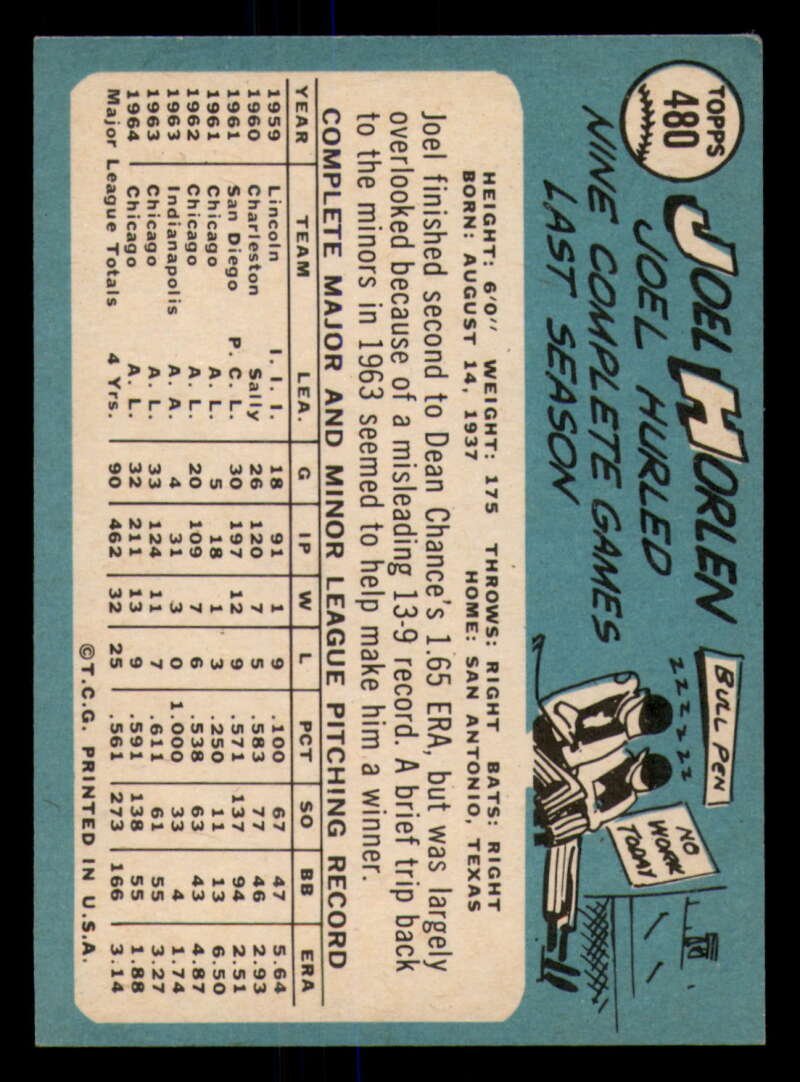 TOPPS
480
JOEL HORLEN
JOEL HURLED
NINE COMPLETE GAMES
LAST SEASON
BULL PEN
ZZZZZZZ
NO
WORK
TODAY
HEIGHT: 6'0" WEIGHT: 175 THROWS: RIGHT BATS: RIGHT
BORN: AUGUST 14, 1937 HOME: SAN ANTONIO, TEXAS
Joel finished second to Dean Chance's 1.65 ERA, but was largely
overlooked because of a misleading 13-9 record. A brief trip back
to the minors in 1963 seemed to help make him a winner.
COMPLETE MAJOR AND MINOR LEAGUE PITCHING RECORD
YEAR TEAM LEA. G IP W L PCT SO BB ERA
1959 Lincoln I. I. I. 18 91 1 9 .100 67 47 5.64
1960 Charleston Sally 26 120 7 5 .583 77 46 2.93
1961 San Diego P. C. L. 30 197 12 9 .571 137 94 2.51
1961 Chicago A. L. 5 18 1 3 .250 11 13 6.50
1962 Chicago A. L. 20 109 7 6 .538 63 43 4.87
1963 Indianapolis A. A. 4 31 3 0 1.000 33 4 1.74
1963 Chicago A. L. 33 124 11 7 .611 61 55 3.27
1964 Chicago A. L. 32 211 13 9 .591 138 55 1.88
Major League Totals 4 Yrs. 90 462 32 25 .561 273 166 3.14
©T.C.G. PRINTED IN U.S.A.